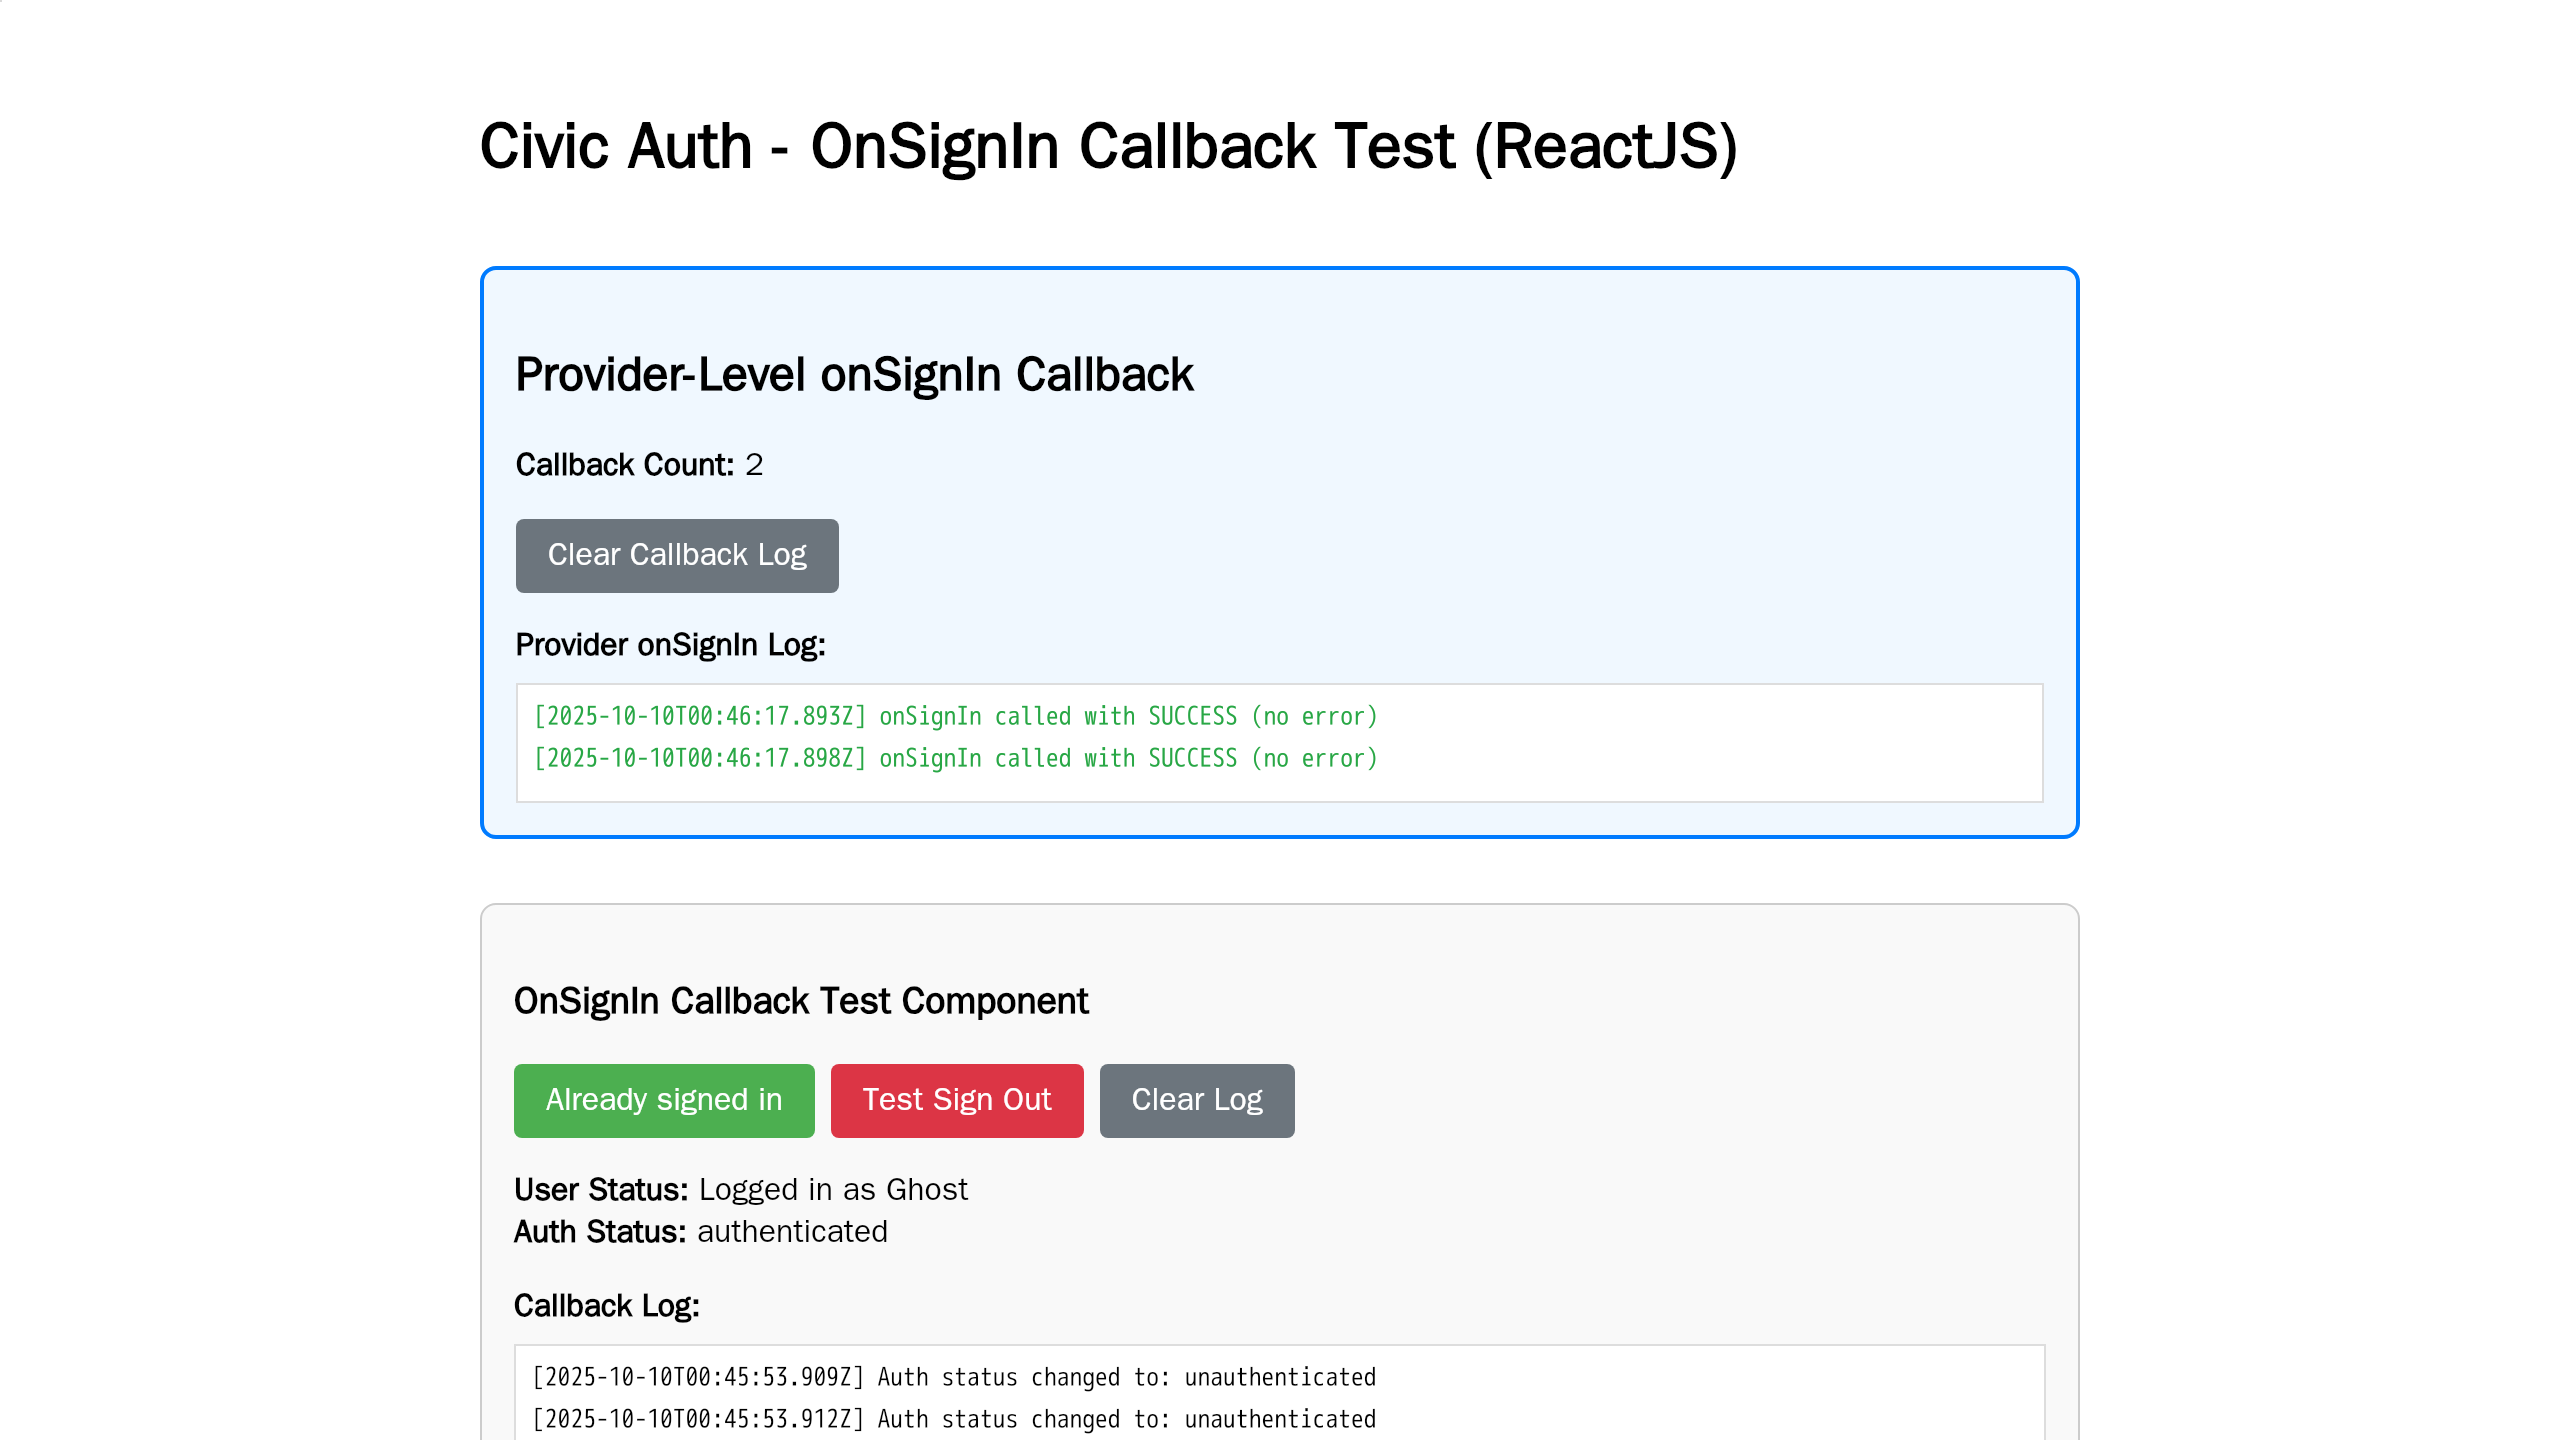 Civic Auth - OnSignIn Callback Test (ReactJS)
Provider-Level onSignIn Callback
Callback Count: 2
Clear Callback Log
Provider onSignIn Log:
[2025-10-10T00:46:17.893Z] onSignIn called with SUCCESS (no error)
[2025-10-10T00:46:17.898Z] onSignIn called with SUCCESS (no error)
OnSignIn Callback Test Component
Already signed in Test Sign Out Clear Log
User Status: Logged in as Ghost
Auth Status: authenticated
Callback Log:
[2025-10-10T00:45:53.909Z] Auth status changed to: unauthenticated
[2025-10-10T00:45:53.912Z] Auth status changed to: unauthenticated